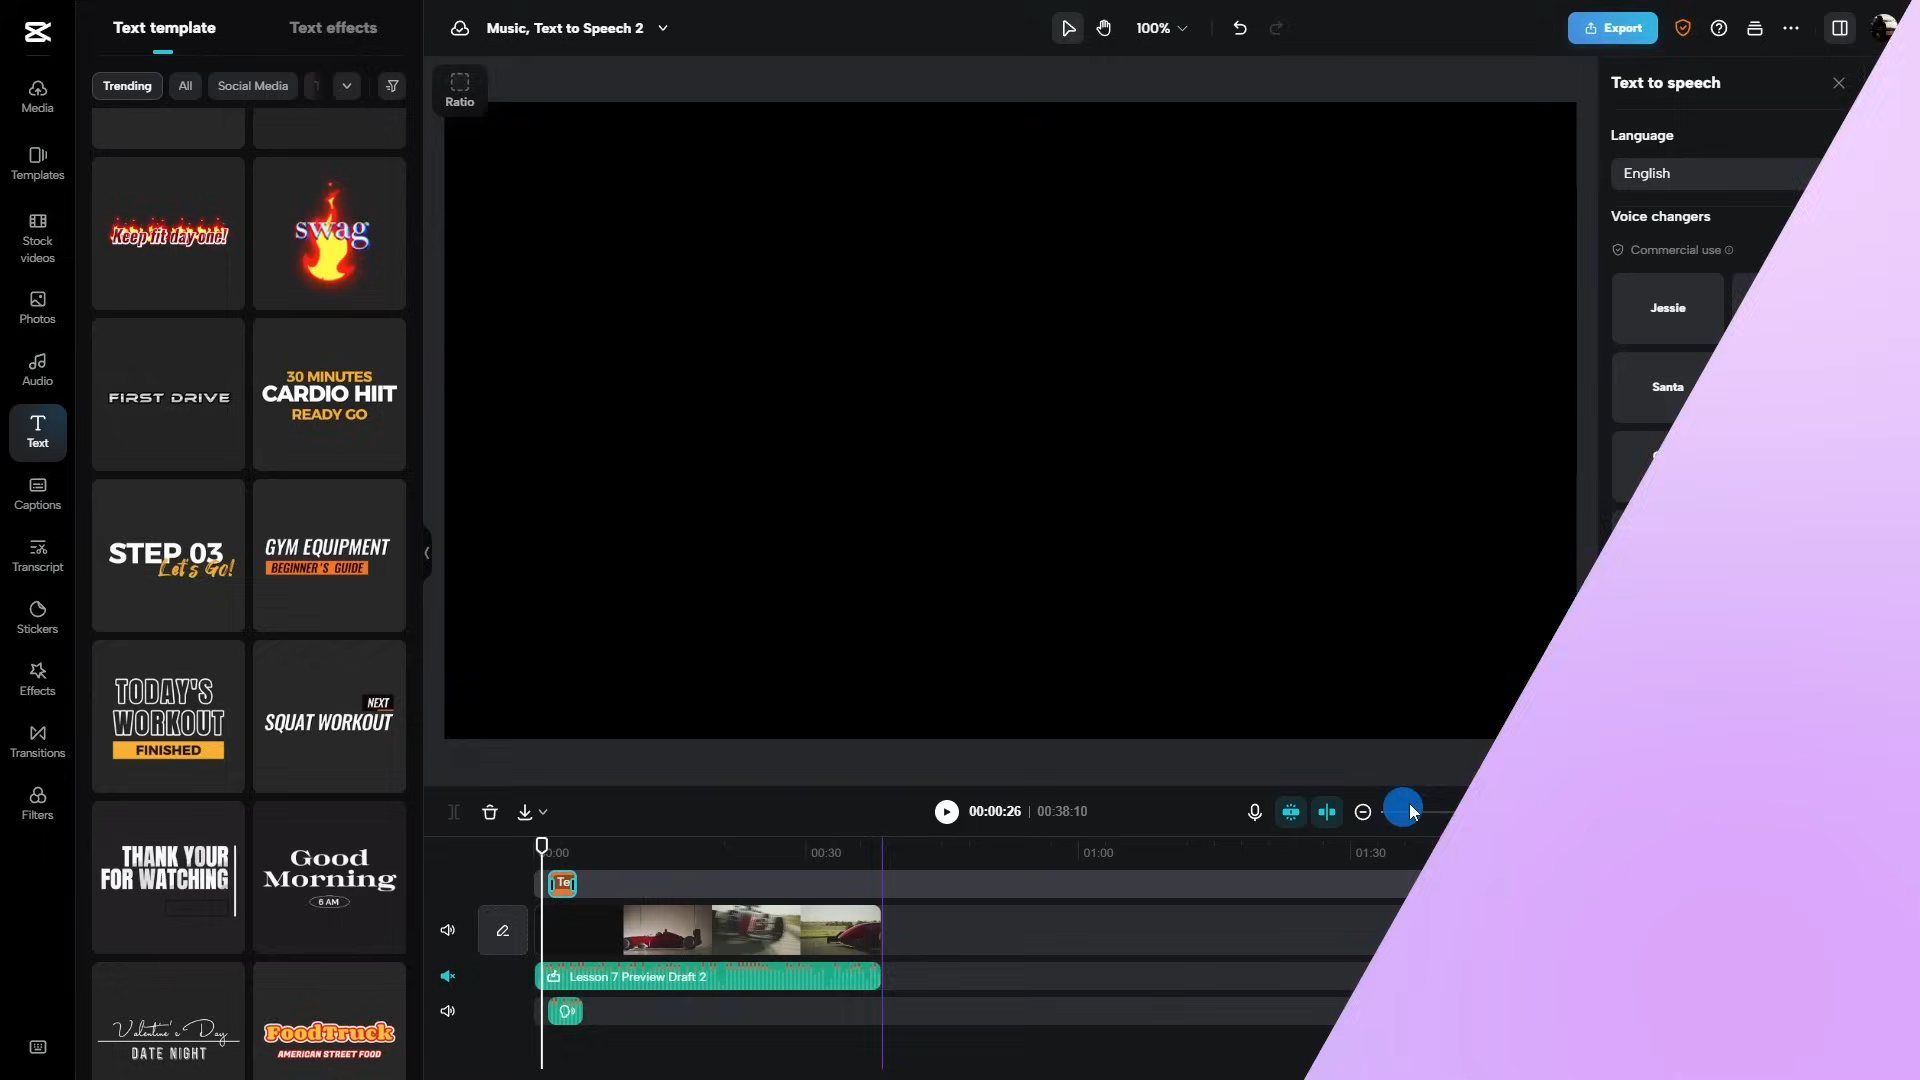 Text template
Text effects
Music, Text to Speech 2
100%
Export
Trending
All
Social Media
Ratio
Text to speech
Language
English
Voice changers
Commercial use
Jessie
Santa
Media
Templates
Stock
videos
Photos
Audio
Text
Captions
Transcript
Stickers
Effects
Transitions
Filters
Keep fit day one!
swag
FIRST DRIVE
30 MINUTES
CARDIO HIIT
READY GO
STEP 03
Let's Go!
GYM EQUIPMENT
BEGINNER'S GUIDE
TODAY'S
WORKOUT
FINISHED
NEXT
SQUAT WORKOUT
THANK YOUR
FOR WATCHING
Good
Morning
6 AM
Valentine's Day
DATE NIGHT
FoodTruck
AMERICAN STREET FOOD
00:00:26 | 00:38:10
00:30
01:00
01:30
Te
Lesson 7 Preview Draft 2